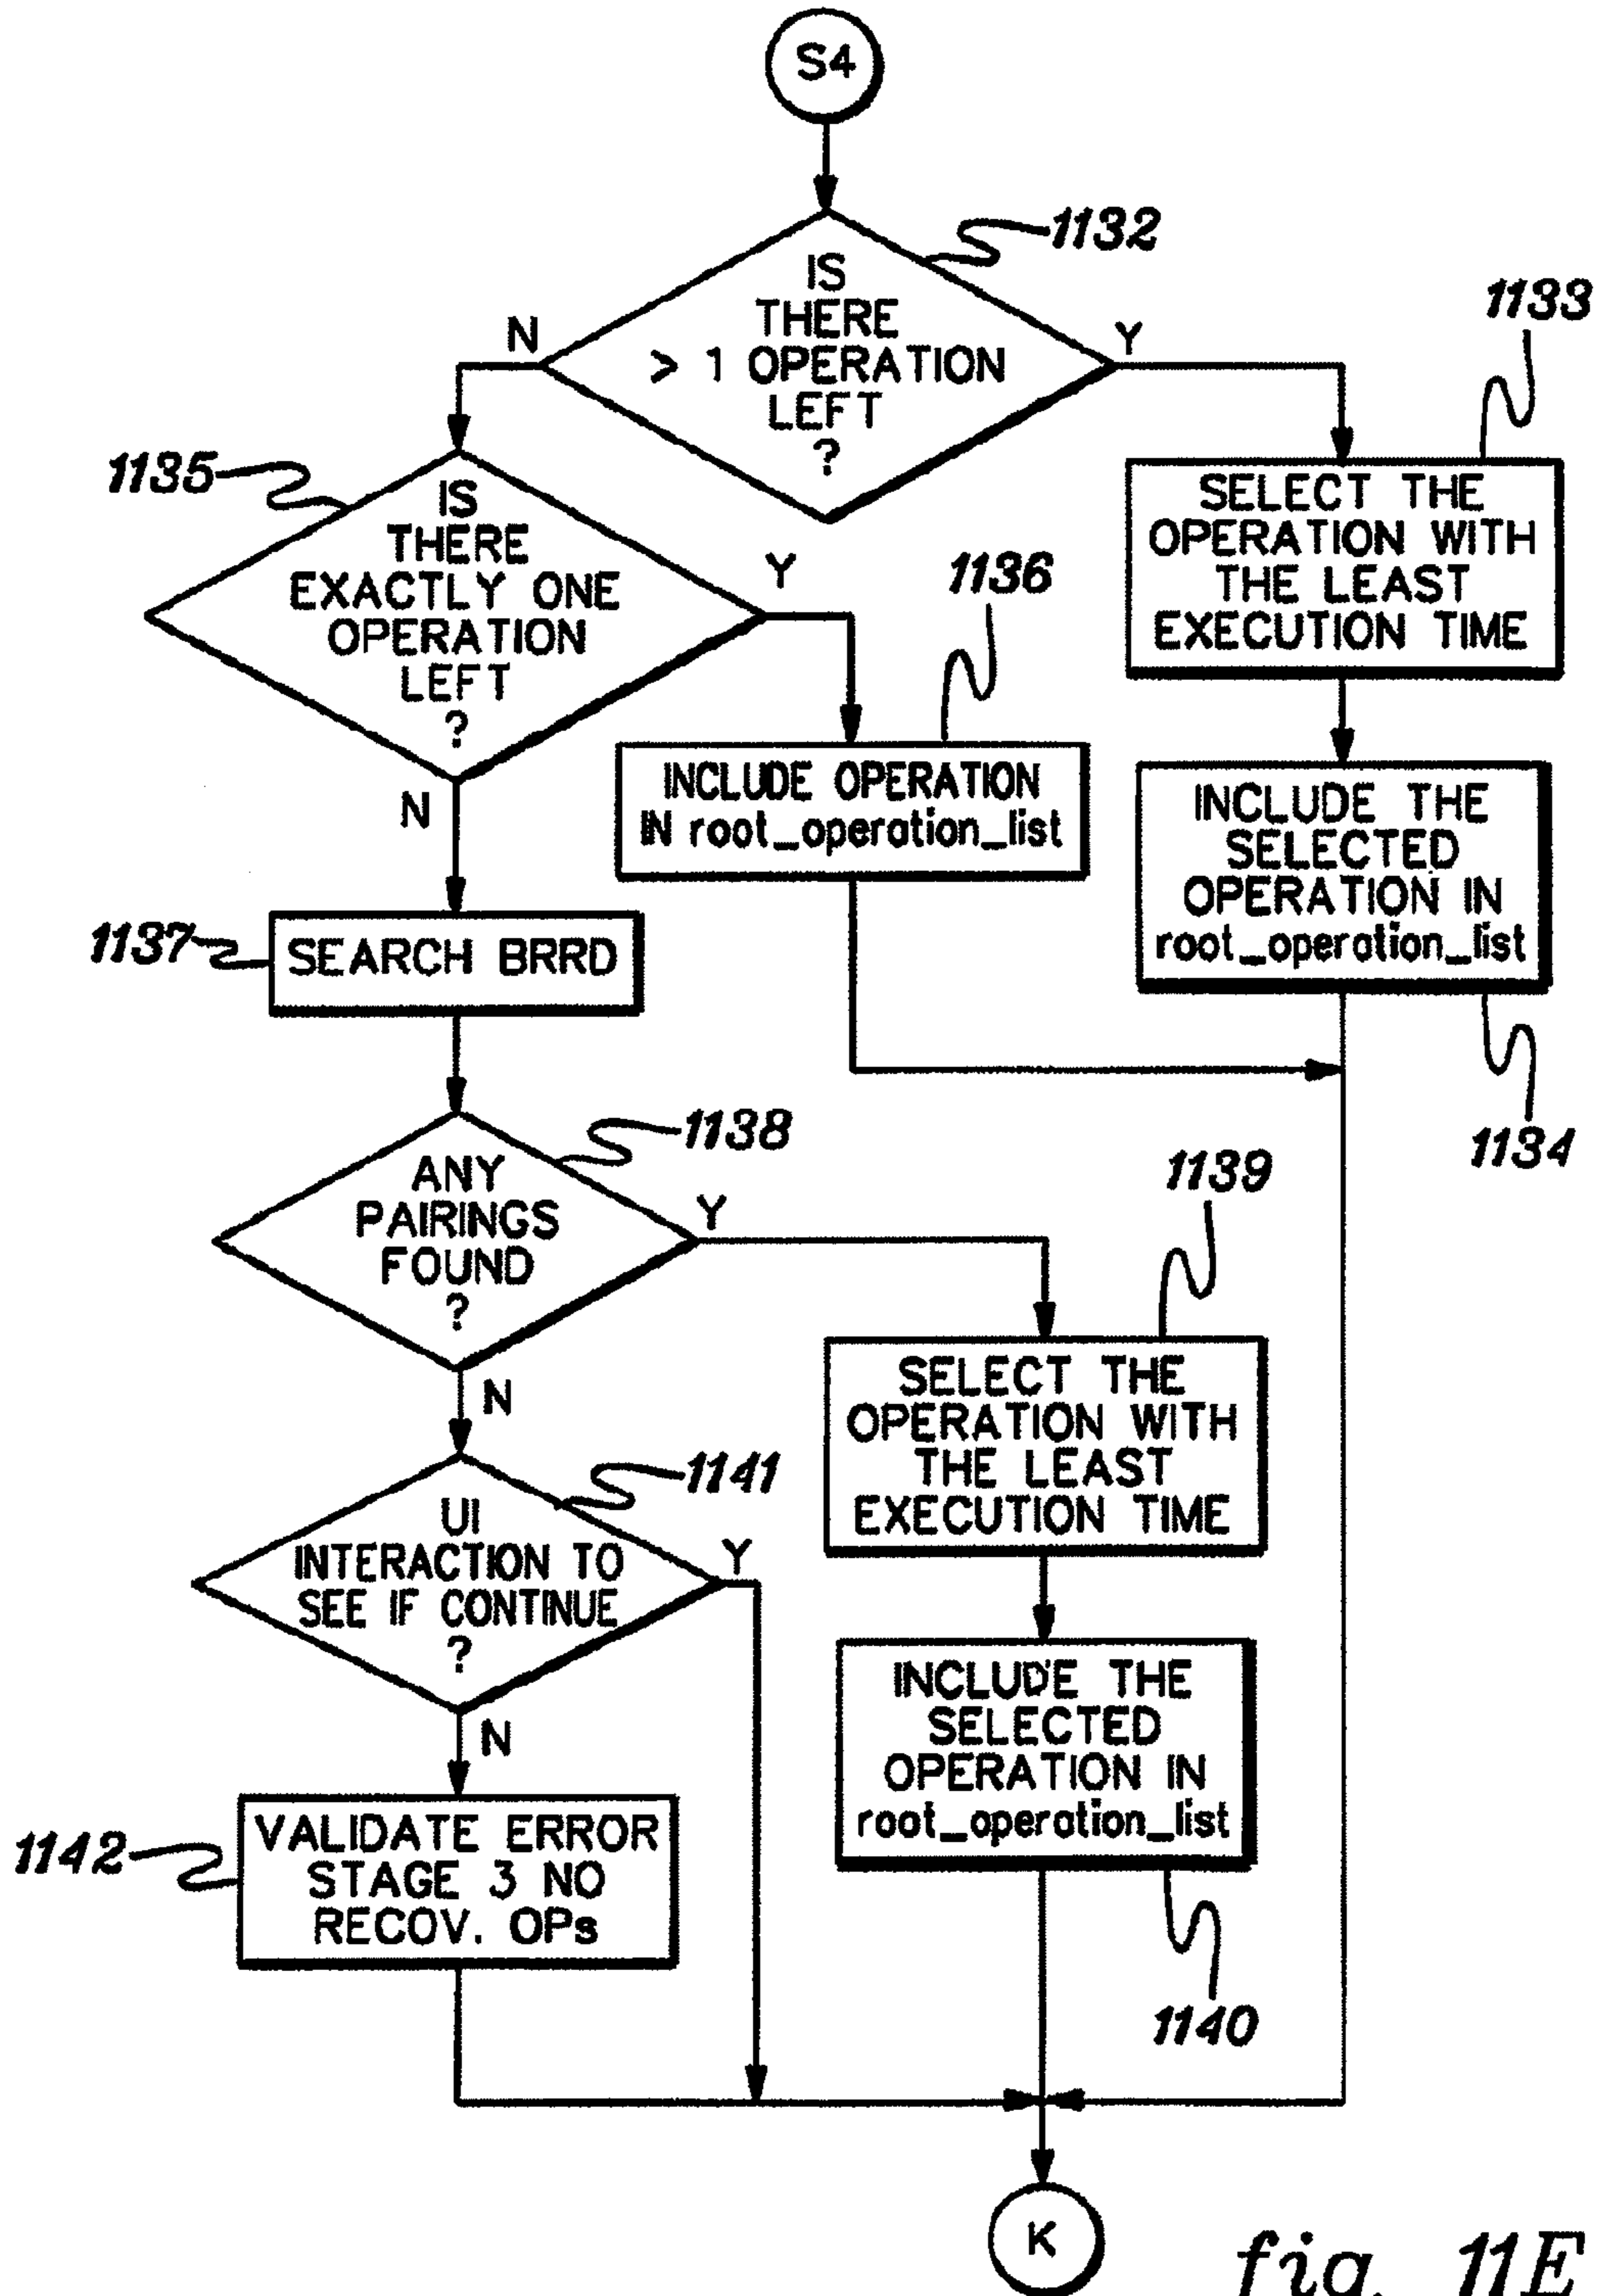 S4
1132
IS
THERE
> 1 OPERATION
LEFT
?
N
Y
1133
SELECT THE
OPERATION WITH
THE LEAST
EXECUTION TIME
1135
IS
THERE
EXACTLY ONE
OPERATION
LEFT
?
Y
N
1136
INCLUDE OPERATION
IN root_operation_list
INCLUDE THE
SELECTED
OPERATION IN
root_operation_list
1134
1137
SEARCH BRRD
1138
ANY
PAIRINGS
FOUND
?
Y
N
1139
SELECT THE
OPERATION WITH
THE LEAST
EXECUTION TIME
1141
UI
INTERACTION TO
SEE IF CONTINUE
?
Y
N
INCLUDE THE
SELECTED
OPERATION IN
root_operation_list
1140
1142
VALIDATE ERROR
STAGE 3 NO
RECOV. OPs
K
fig. 11E